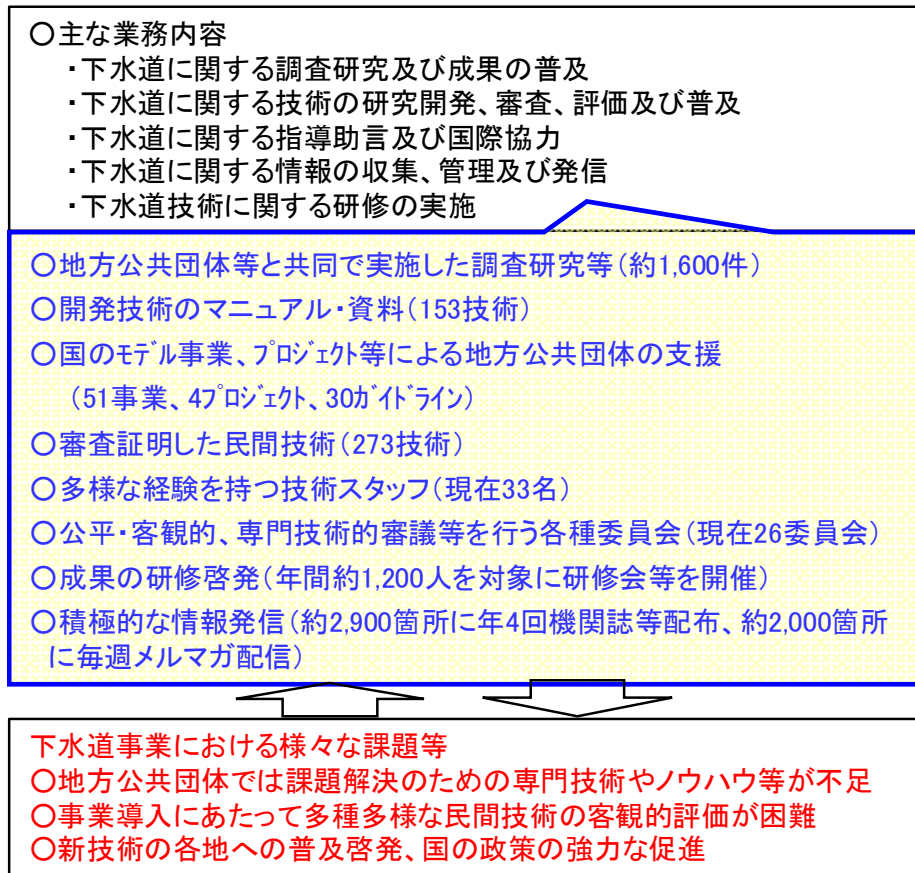 ○主な業務内容
・下水道に関する調査研究及び成果の普及
・下水道に関する技術の研究開発、審査、評価及び普及
・下水道に関する指導助言及び国際協力
・下水道に関する情報の収集、管理及び発信
・下水道技術に関する研修の実施
○地方公共団体等と共同で実施した調査研究等(約1,600件)
○開発技術のマニュアル・資料(153技術)
○国のﾓﾃﾞﾙ事業、ﾌﾟﾛｼﾞｪｸﾄ等による地方公共団体の支援
(51事業、4ﾌﾟﾛｼﾞｪｸﾄ、30ｶﾞｲﾄﾞﾗｲﾝ)
○審査証明した民間技術(273技術)
○多様な経験を持つ技術スタッフ(現在33名)
○公平・客観的、専門技術的審議等を行う各種委員会(現在26委員会)
○成果の研修啓発(年間約1,200人を対象に研修会等を開催)
○積極的な情報発信(約2,900箇所に年4回機関誌等配布、約2,000箇所
に毎週メルマガ配信)
下水道事業における様々な課題等
○地方公共団体では課題解決のための専門技術やノウハウ等が不足
○事業導入にあたって多種多様な民間技術の客観的評価が困難
○新技術の各地への普及啓発、国の政策の強力な促進